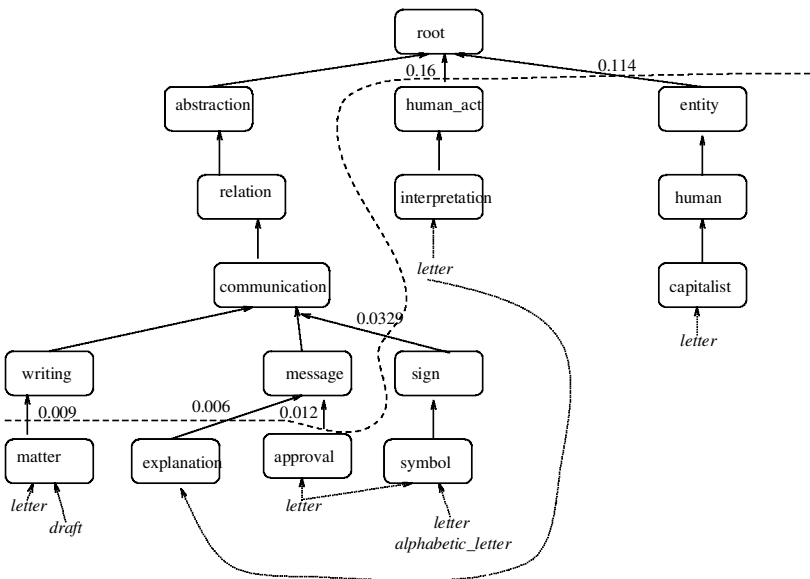 root
0.16
0.114
abstraction
human_act
entity
relation
interpretation
human
letter
communication
capitalist
0.0329
letter
writing
message
sign
0.009
0.006
0.012
matter
explanation
approval
symbol
letter
draft
letter
letter
alphabetic_letter